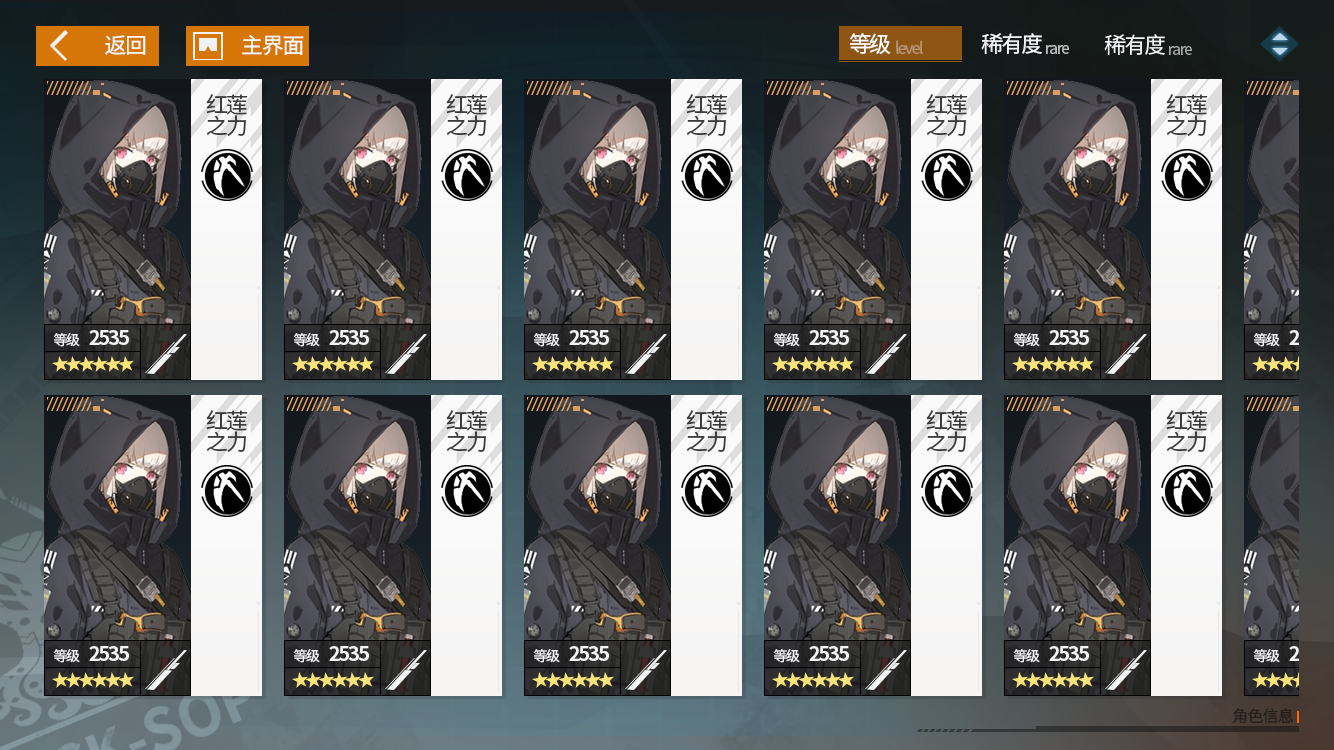 返回
主界面
等级 level
稀有度 rare
稀有度 rare
红莲
之力
红莲
之力
红莲
之力
红莲
之力
红莲
之力
等级 2535
等级 2535
等级 2535
等级 2535
等级 2535
等级 2
红莲
之力
红莲
之力
红莲
之力
红莲
之力
红莲
之力
等级 2535
等级 2535
等级 2535
等级 2535
等级 2535
等级 2
角色信息
CK-SOF